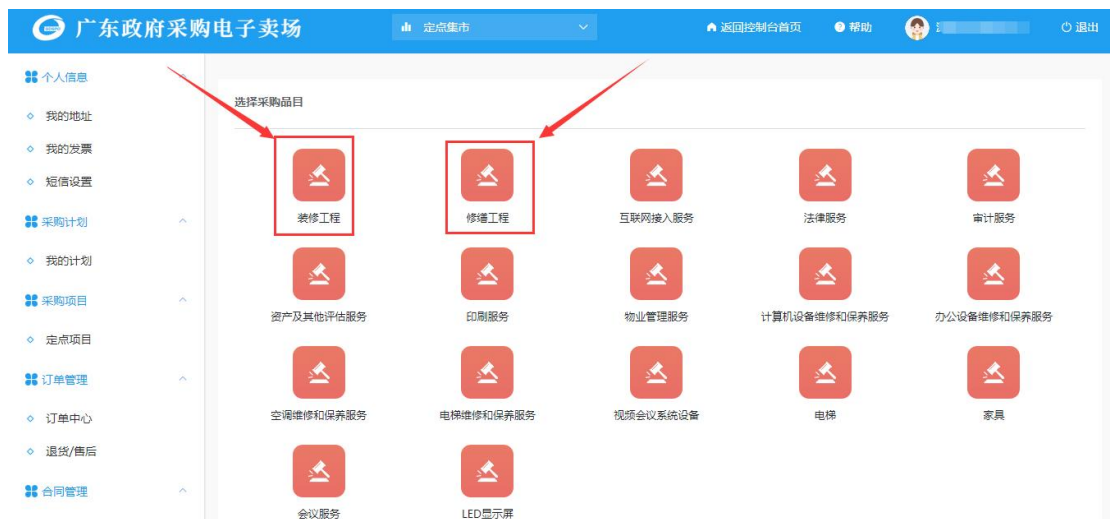 广东政府采购电子卖场
定点集市
返回控制台首页
帮助
退出
个人信息
我的地址
我的发票
短信设置
采购计划
我的计划
采购项目
定点项目
订单管理
订单中心
退货/售后
合同管理
选择采购品目
装修工程 修缮工程 互联网接入服务 法律服务 审计服务
资产及其他评估服务 印刷服务 物业管理服务 计算机设备维修和保养服务 办公设备维修和保养服务
空调维修和保养服务 电梯维修和保养服务 视频会议系统设备 电梯 家具
会议服务 LED显示屏